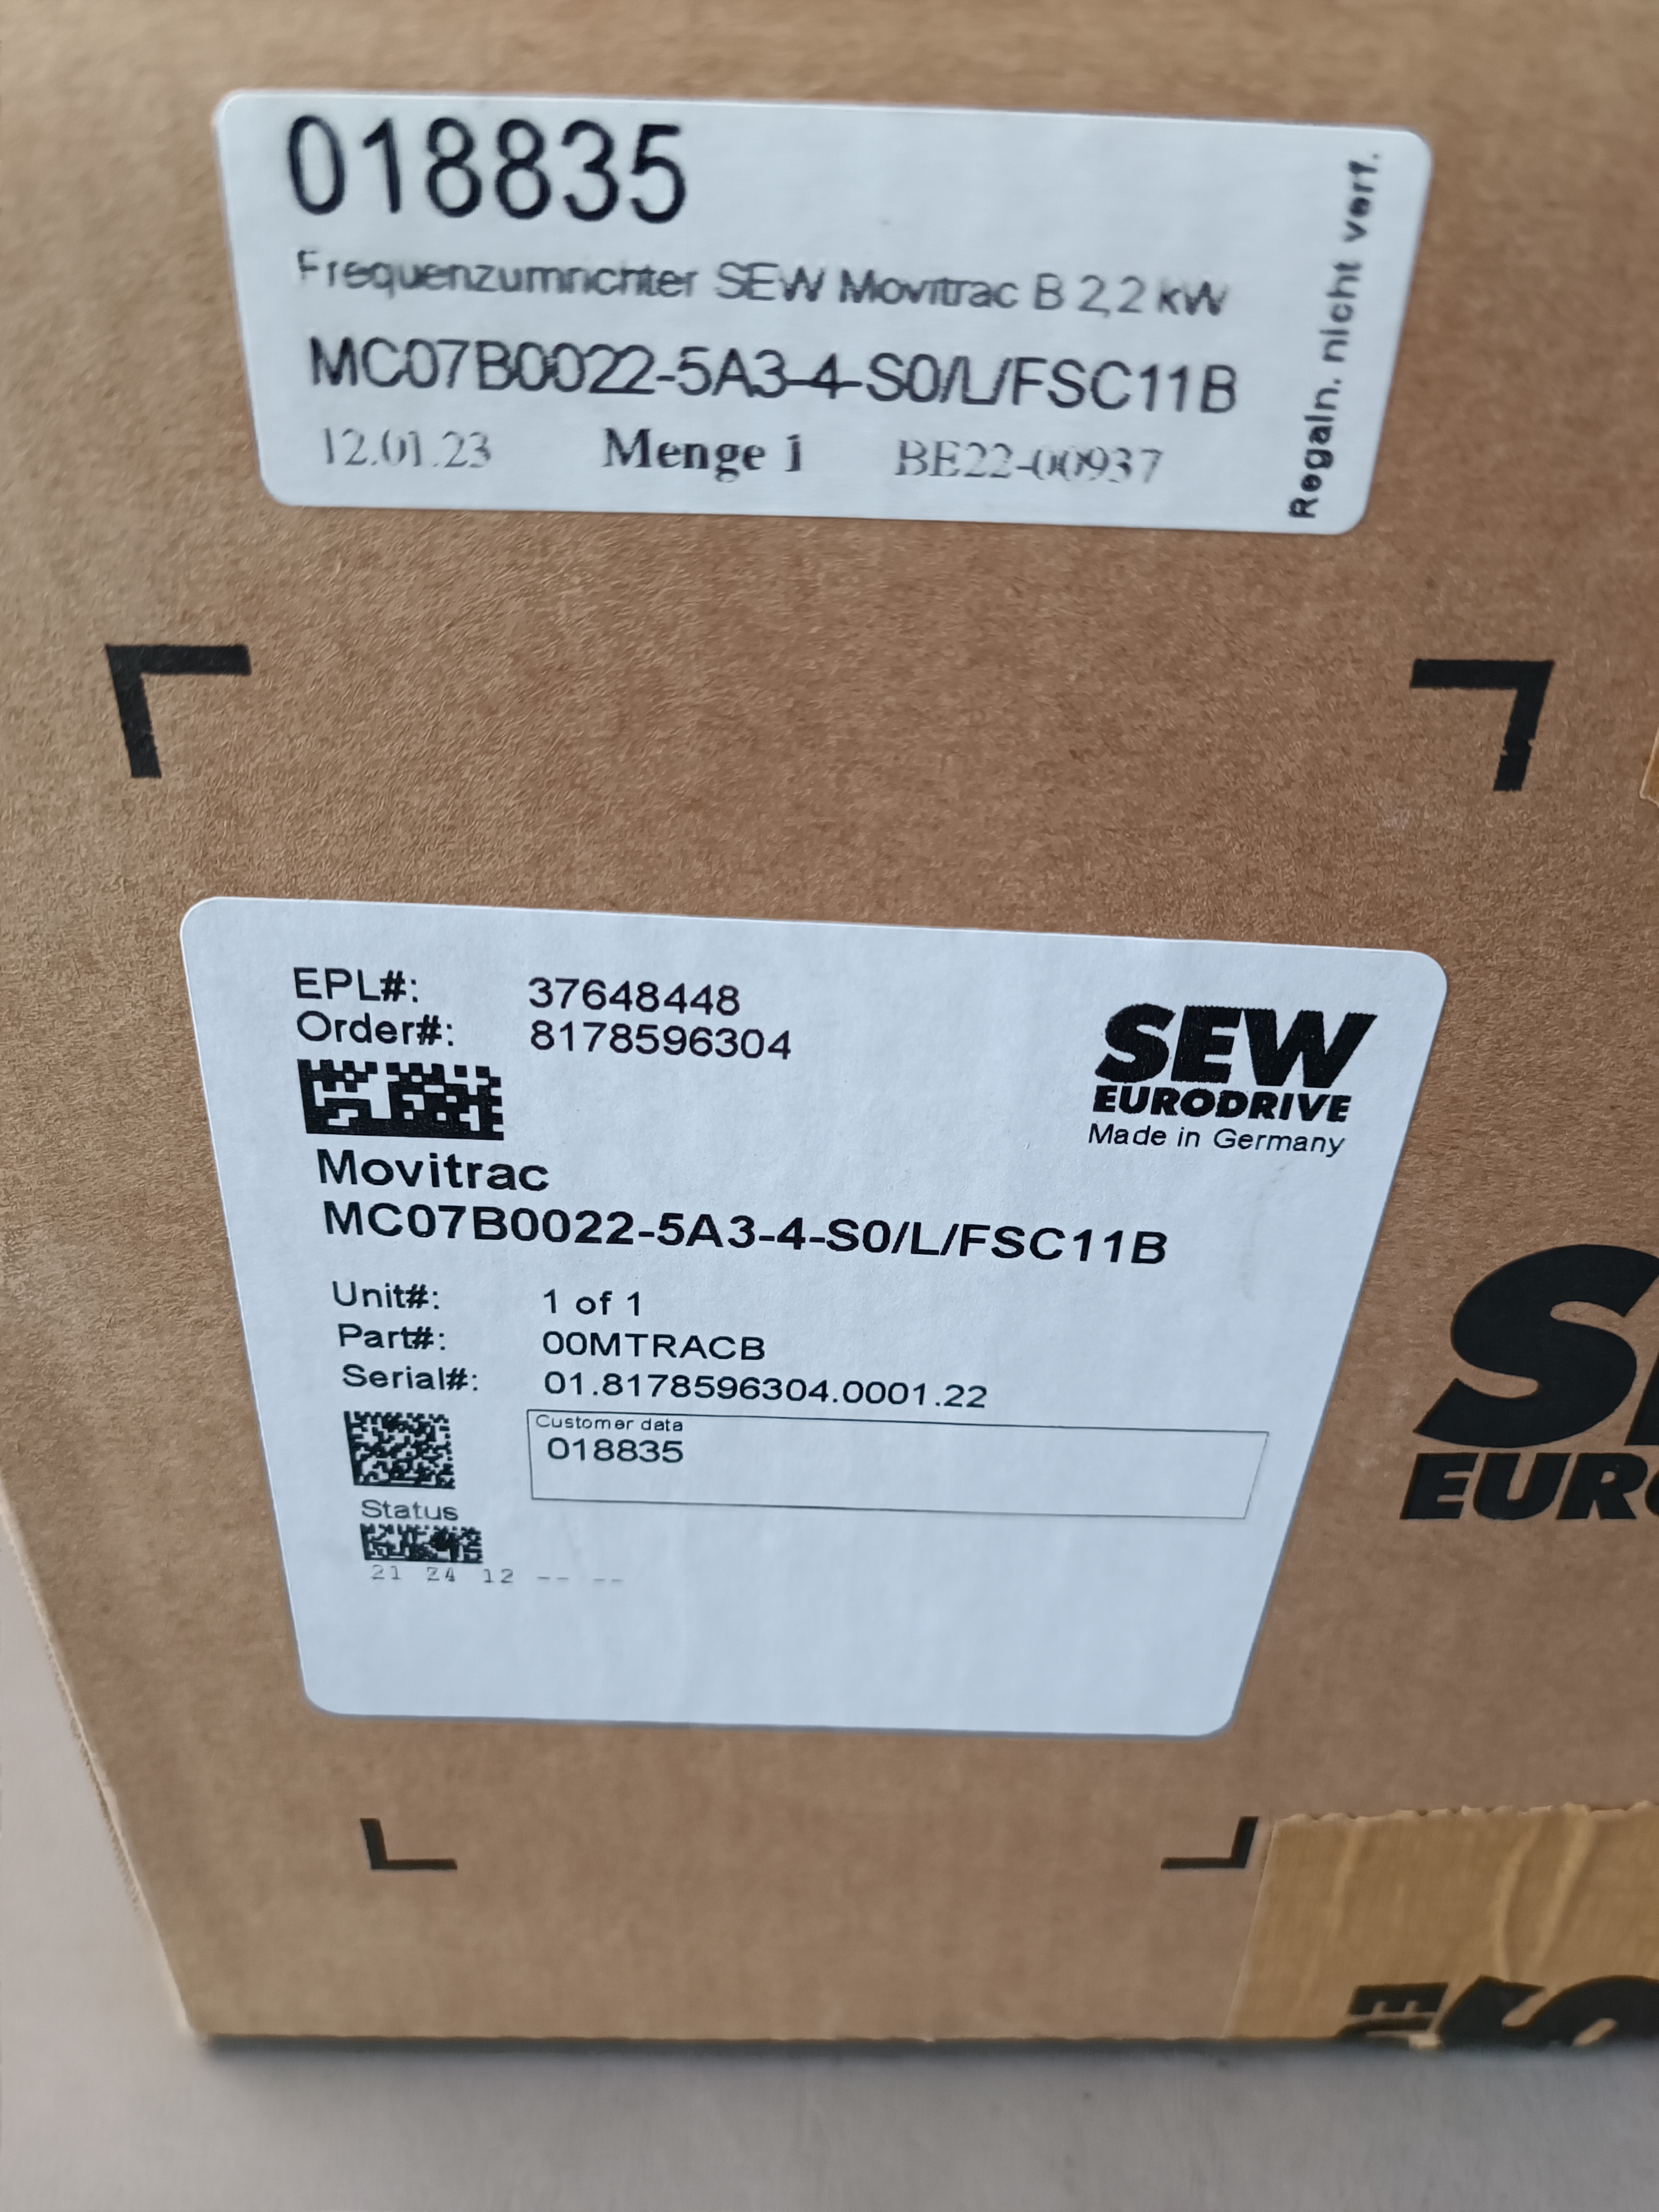 018835
Frequenzumrichter SEW Movitrac B 2,2 kW
MC07B0022-5A3-4-S0/L/FSC11B
12.01.23 Menge 1 BE22-00937
Regaln. nicht verf.
EPL#: 37648448
Order#: 8178596304
SEW
EURODRIVE
Made in Germany
Movitrac
MC07B0022-5A3-4-S0/L/FSC11B
Unit#: 1 of 1
Part#: 00MTRACB
Serial#: 01.8178596304.0001.22
Customer data
018835
Status
21 24 12 -- --